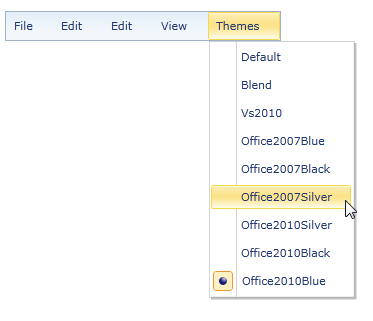 File Edit Edit View Themes
Default
Blend
Vs2010
Office2007Blue
Office2007Black
Office2007Silver
Office2010Silver
Office2010Black
Office2010Blue